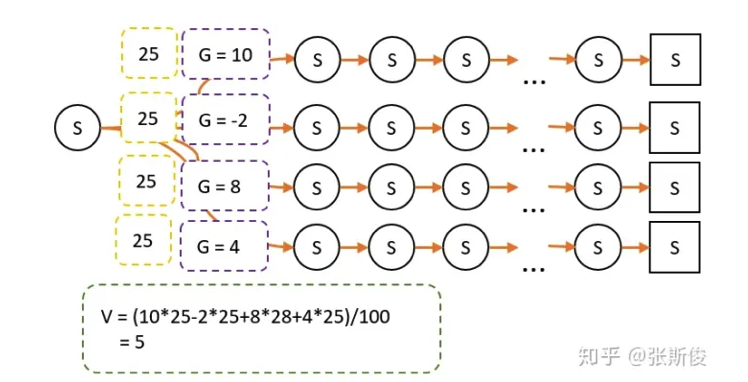 25 G = 10 S S S ... S S
S 25 G = -2 S S S ... S S
25 G = 8 S S S ... S S
25 G = 4 S S S ... S S
V = (10*25-2*25+8*28+4*25)/100
= 5
知乎 @张斯俊